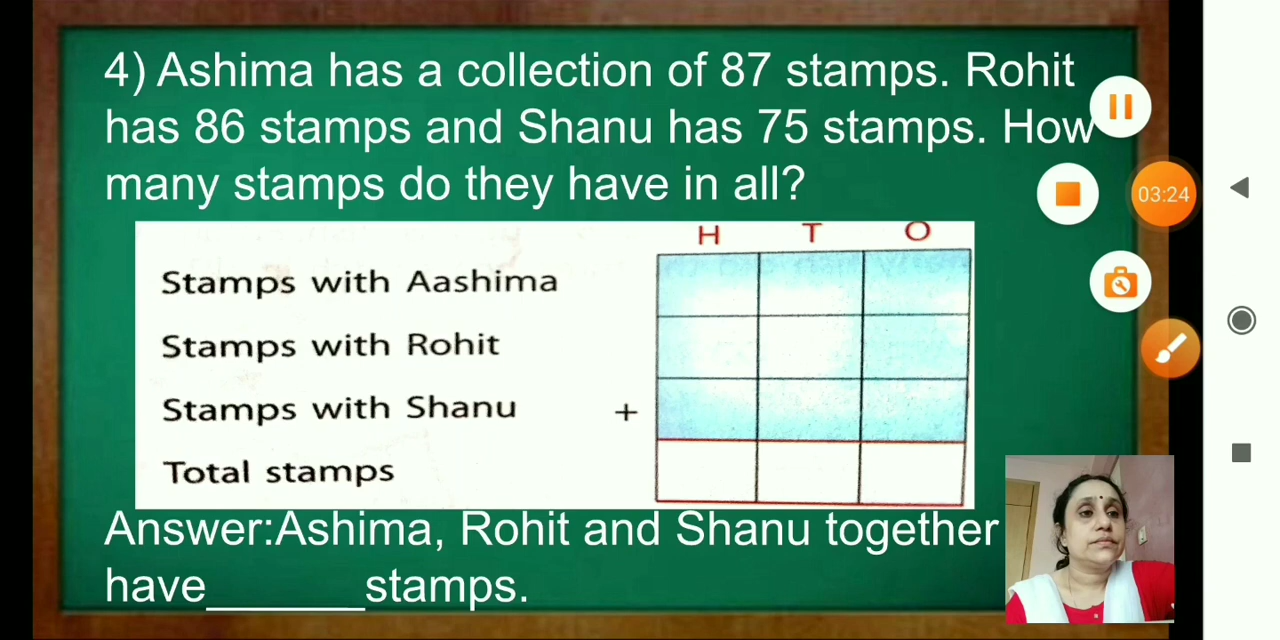 4) Ashima has a collection of 87 stamps. Rohit
has 86 stamps and Shanu has 75 stamps. How
many stamps do they have in all?
03:24
H T O
Stamps with Aashima
Stamps with Rohit
Stamps with Shanu +
Total stamps
Answer:Ashima, Rohit and Shanu together
have______stamps.